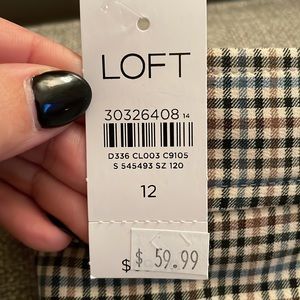 LOFT
30326408 14
D336 CL003 C9105
S 545493 SZ 120
12
$ $ 59.99